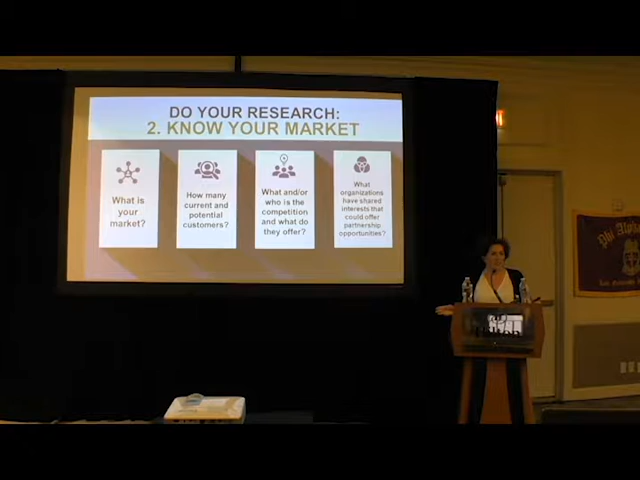 DO YOUR RESEARCH:
2. KNOW YOUR MARKET
What is
your
market?
How many
current and
potential
customers?
What and/or
who is the
competition
and what do
they offer?
What
organizations
have shared
interests that
could offer
partnership
opportunities?
Phi Alpha